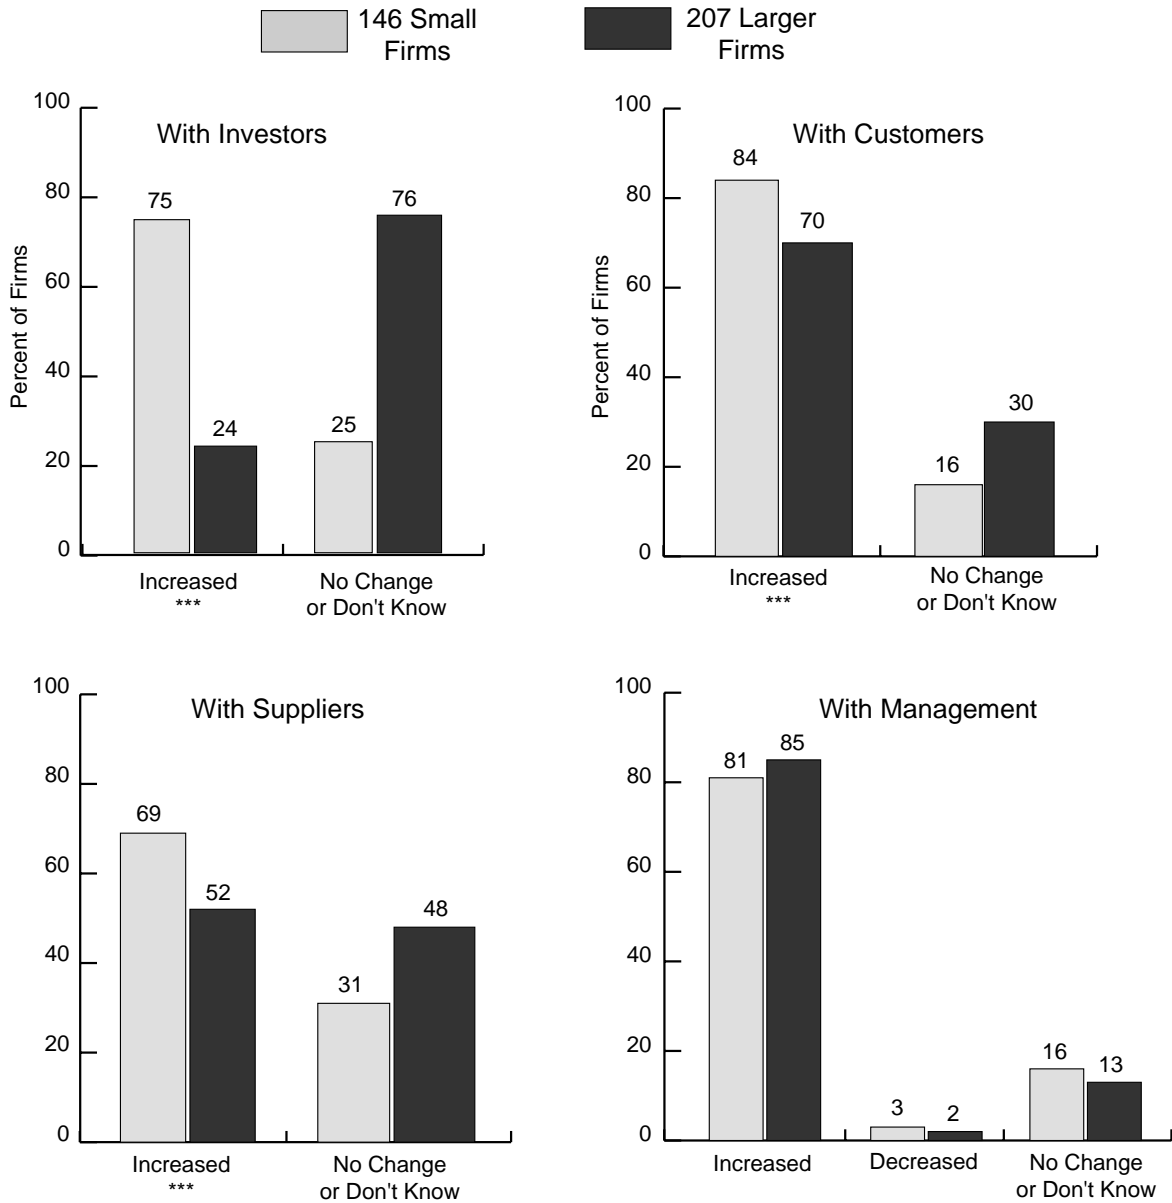 146 Small
Firms
207 Larger
Firms
With Investors
Percent of Firms
100
80
60
40
20
0
75
24
25
76
Increased
***
No Change
or Don't Know
With Customers
Percent of Firms
100
80
60
40
20
0
84
70
16
30
Increased
***
No Change
or Don't Know
With Suppliers
100
80
60
40
20
0
69
52
31
48
Increased
***
No Change
or Don't Know
With Management
100
80
60
40
20
0
81
85
3
2
16
13
Increased
Decreased
No Change
or Don't Know